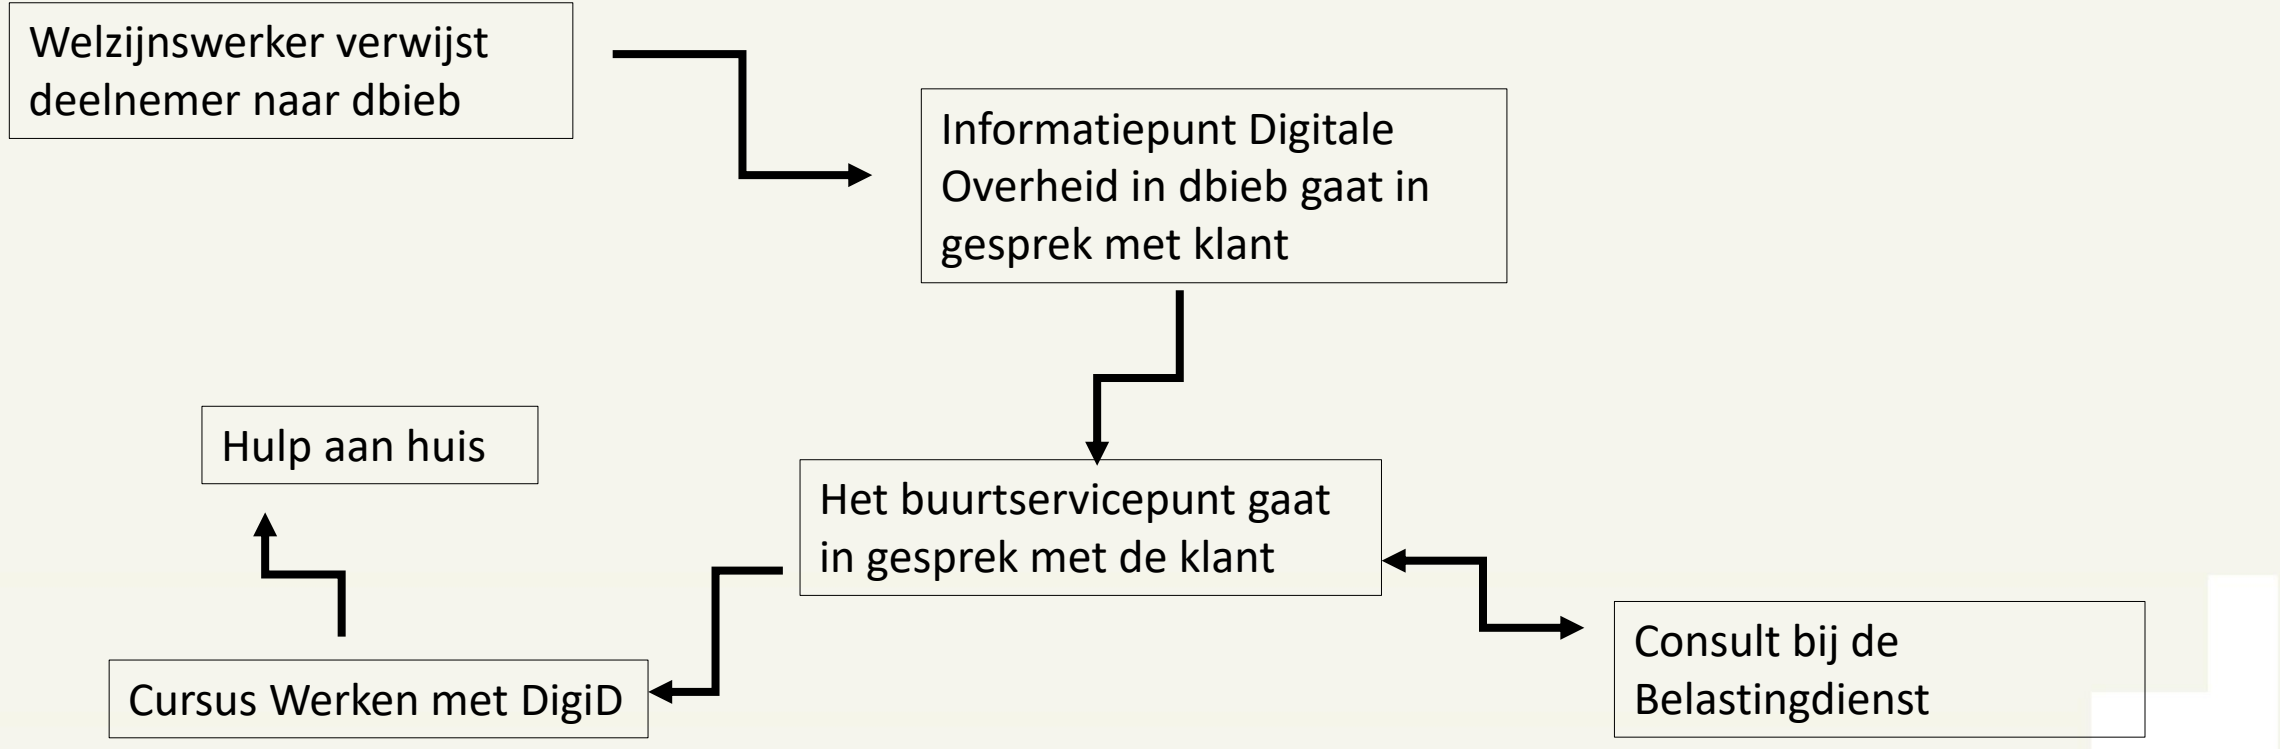 Welzijnswerker verwijst
deelnemer naar dbieb
Informatiepunt Digitale
Overheid in dbieb gaat in
gesprek met klant
Hulp aan huis
Het buurtservicepunt gaat
in gesprek met de klant
Consult bij de
Belastingdienst
Cursus Werken met DigiD